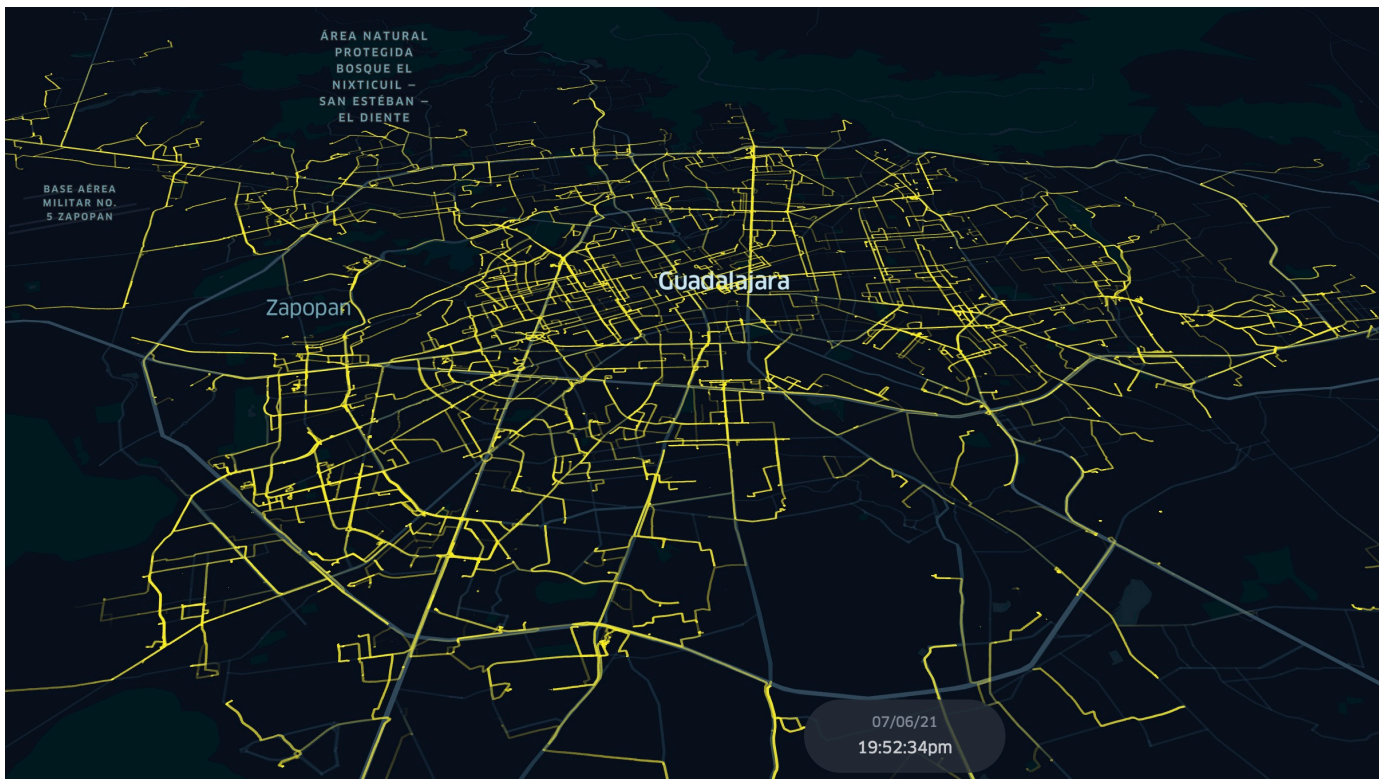 ÁREA NATURAL
PROTEGIDA
BOSQUE EL
NIXTICUIL –
SAN ESTÉBAN –
EL DIENTE
BASE AÉREA
MILITAR NO.
5 ZAPOPAN
Guadalajara
Zapopan
07/06/21
19:52:34pm